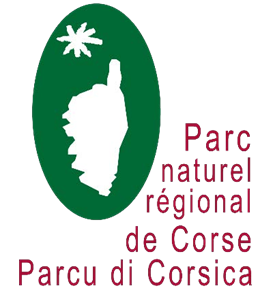 Parc
naturel
régional
de Corse
Parcu di Corsica